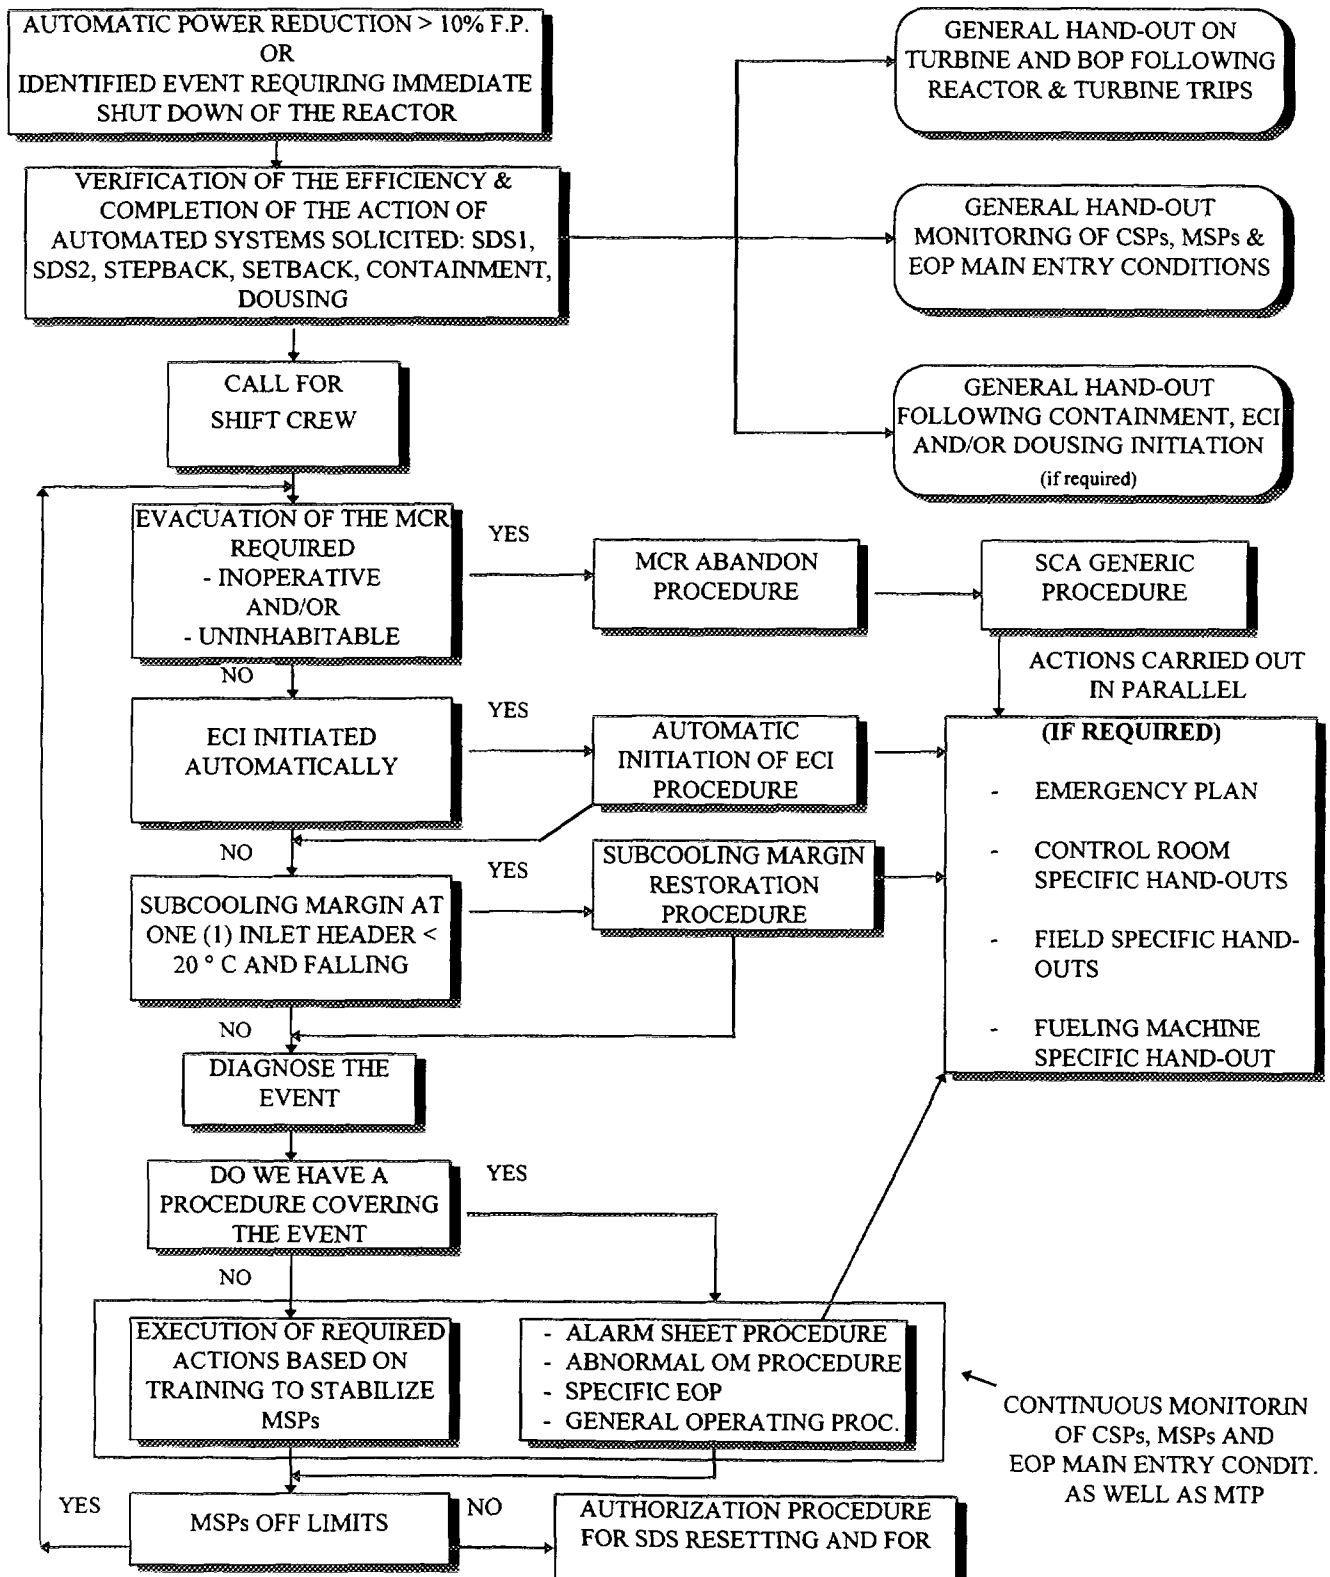 AUTOMATIC POWER REDUCTION > 10% F.P.
OR
IDENTIFIED EVENT REQUIRING IMMEDIATE
SHUT DOWN OF THE REACTOR
GENERAL HAND-OUT ON
TURBINE AND BOP FOLLOWING
REACTOR & TURBINE TRIPS
VERIFICATION OF THE EFFICIENCY &
COMPLETION OF THE ACTION OF
AUTOMATED SYSTEMS SOLICITED: SDS1,
SDS2, STEPBACK, SETBACK, CONTAINMENT,
DOUSING
GENERAL HAND-OUT
MONITORING OF CSPs, MSPs &
EOP MAIN ENTRY CONDITIONS
CALL FOR
SHIFT CREW
GENERAL HAND-OUT
FOLLOWING CONTAINMENT, ECI
AND/OR DOUSING INITIATION
(if required)
EVACUATION OF THE MCR
REQUIRED
- INOPERATIVE
AND/OR
- UNINHABITABLE
YES
MCR ABANDON
PROCEDURE
SCA GENERIC
PROCEDURE
NO
ACTIONS CARRIED OUT
IN PARALLEL
ECI INITIATED
AUTOMATICALLY
YES
AUTOMATIC
INITIATION OF ECI
PROCEDURE
(IF REQUIRED)
- EMERGENCY PLAN
- CONTROL ROOM
SPECIFIC HAND-OUTS
- FIELD SPECIFIC HAND-
OUTS
- FUELING MACHINE
SPECIFIC HAND-OUT
NO
SUBCOOLING MARGIN AT
ONE (1) INLET HEADER <
20 ° C AND FALLING
YES
SUBCOOLING MARGIN
RESTORATION
PROCEDURE
NO
DIAGNOSE THE
EVENT
DO WE HAVE A
PROCEDURE COVERING
THE EVENT
YES
NO
EXECUTION OF REQUIRED
ACTIONS BASED ON
TRAINING TO STABILIZE
MSPs
- ALARM SHEET PROCEDURE
- ABNORMAL OM PROCEDURE
- SPECIFIC EOP
- GENERAL OPERATING PROC.
CONTINUOUS MONITORIN
OF CSPs, MSPs AND
EOP MAIN ENTRY CONDIT.
AS WELL AS MTP
YES
MSPs OFF LIMITS
NO
AUTHORIZATION PROCEDURE
FOR SDS RESETTING AND FOR